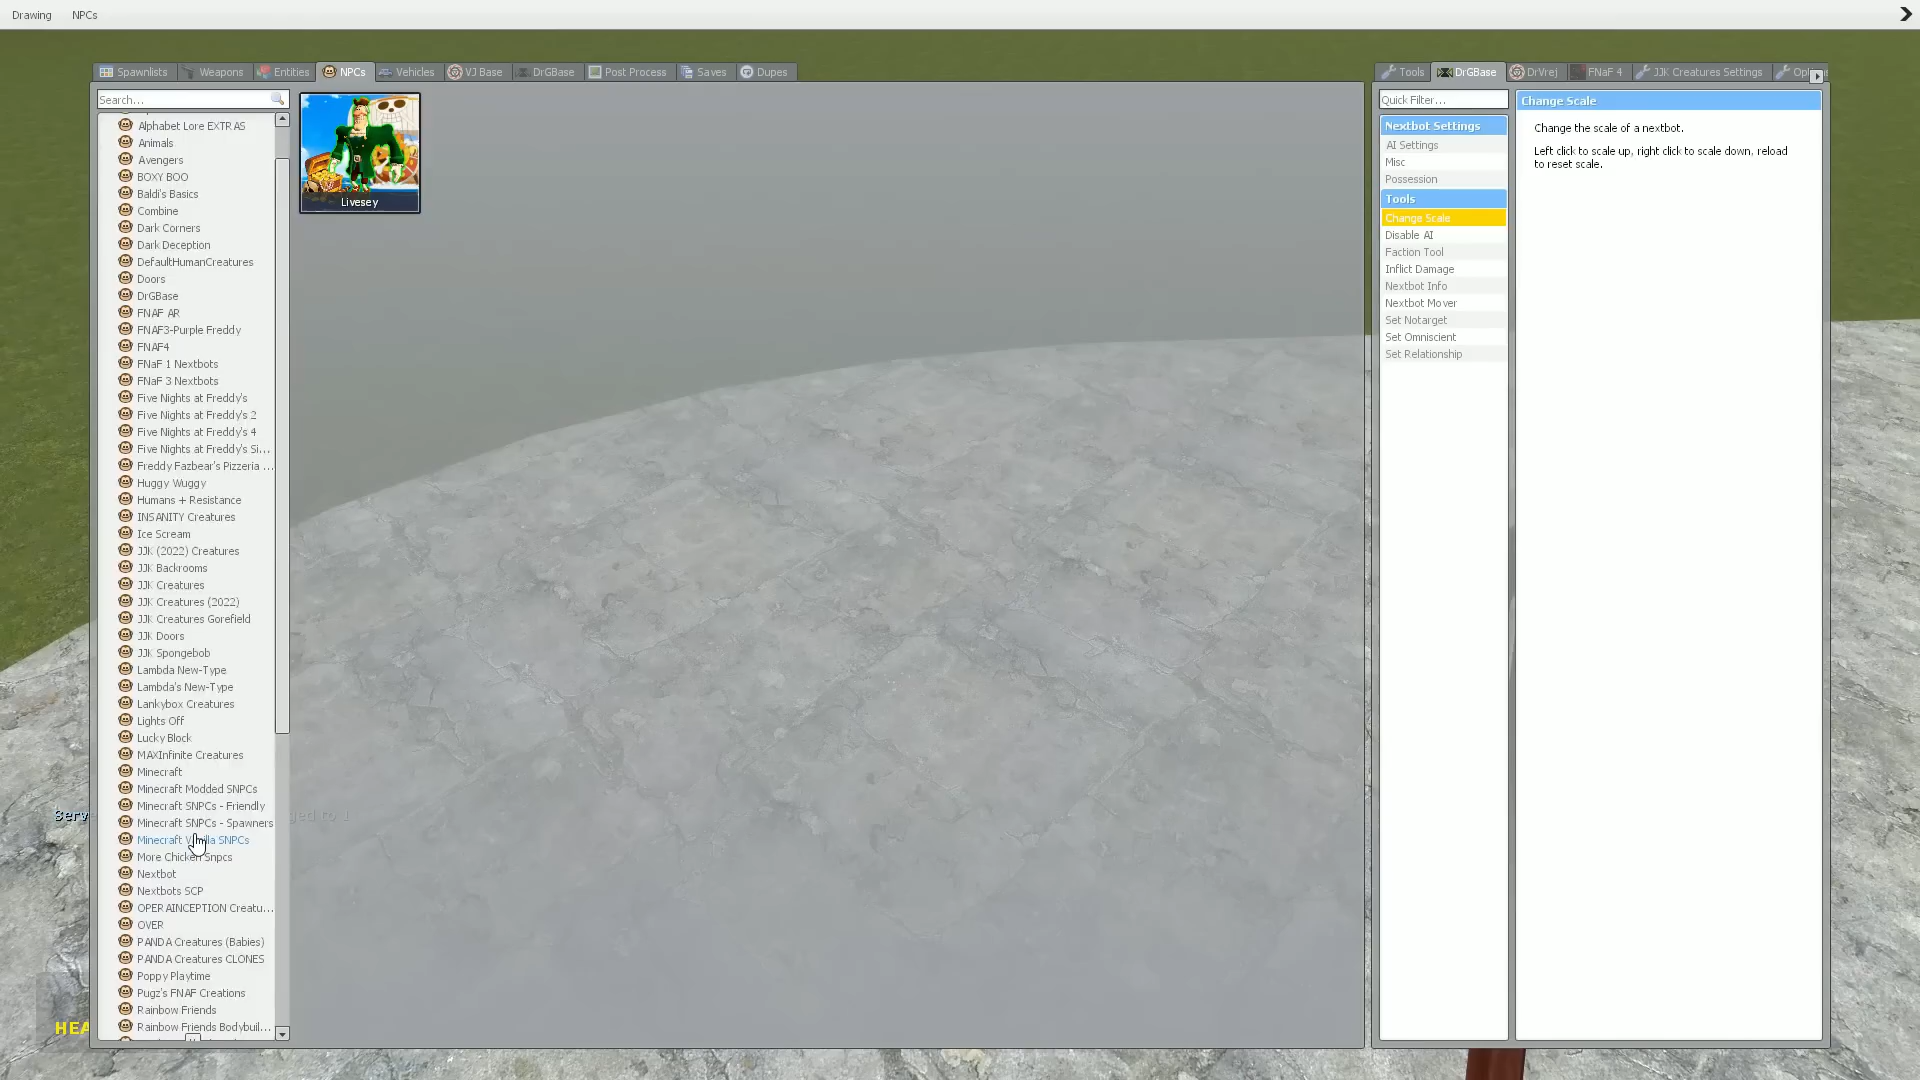 Drawing NPCs
Spawnlists Weapons Entities NPCs Vehicles VJ Base DrGBase Post Process Saves Dupes
Tools DrGBase DrVrej FNaF 4 JJK Creatures Settings
Search...
Alphabet Lore EXTRAS
Animals
Avengers
BOXY BOO
Baldi's Basics
Combine
Dark Corners
Dark Deception
DefaultHumanCreatures
Doors
DrGBase
FNAF AR
FNAF3-Purple Freddy
FNAF4
FNaF 1 Nextbots
FNaF 3 Nextbots
Five Nights at Freddy's
Five Nights at Freddy's 2
Five Nights at Freddy's 4
Five Nights at Freddy's Si...
Freddy Fazbear's Pizzeria ...
Huggy Wuggy
Humans + Resistance
INSANITY Creatures
Ice Scream
JJK (2022) Creatures
JJK Backrooms
JJK Creatures
JJK Creatures (2022)
JJK Creatures Gorefield
JJK Doors
JJK Spongebob
Lambda New-Type
Lambda's New-Type
Lankybox Creatures
Lights Off
Lucky Block
MAXInfinite Creatures
Minecraft
Minecraft Modded SNPCs
Minecraft SNPCs - Friendly
Minecraft SNPCs - Spawners
Minecraft Vanilla SNPCs
More Chicken Snpcs
Nextbot
Nextbots SCP
OPERAINCEPTION Creatu...
OVER
PANDA Creatures (Babies)
PANDA Creatures CLONES
Poppy Playtime
Pugz's FNAF Creations
Rainbow Friends
Rainbow Friends Bodybuil...
Livesey
Quick Filter...
Nextbot Settings
AI Settings
Misc
Possession
Tools
Change Scale
Disable AI
Faction Tool
Inflict Damage
Nextbot Info
Nextbot Mover
Set Notarget
Set Omniscient
Set Relationship
Change Scale
Change the scale of a nextbot.
Left click to scale up, right click to scale down, reload
to reset scale.
to 1